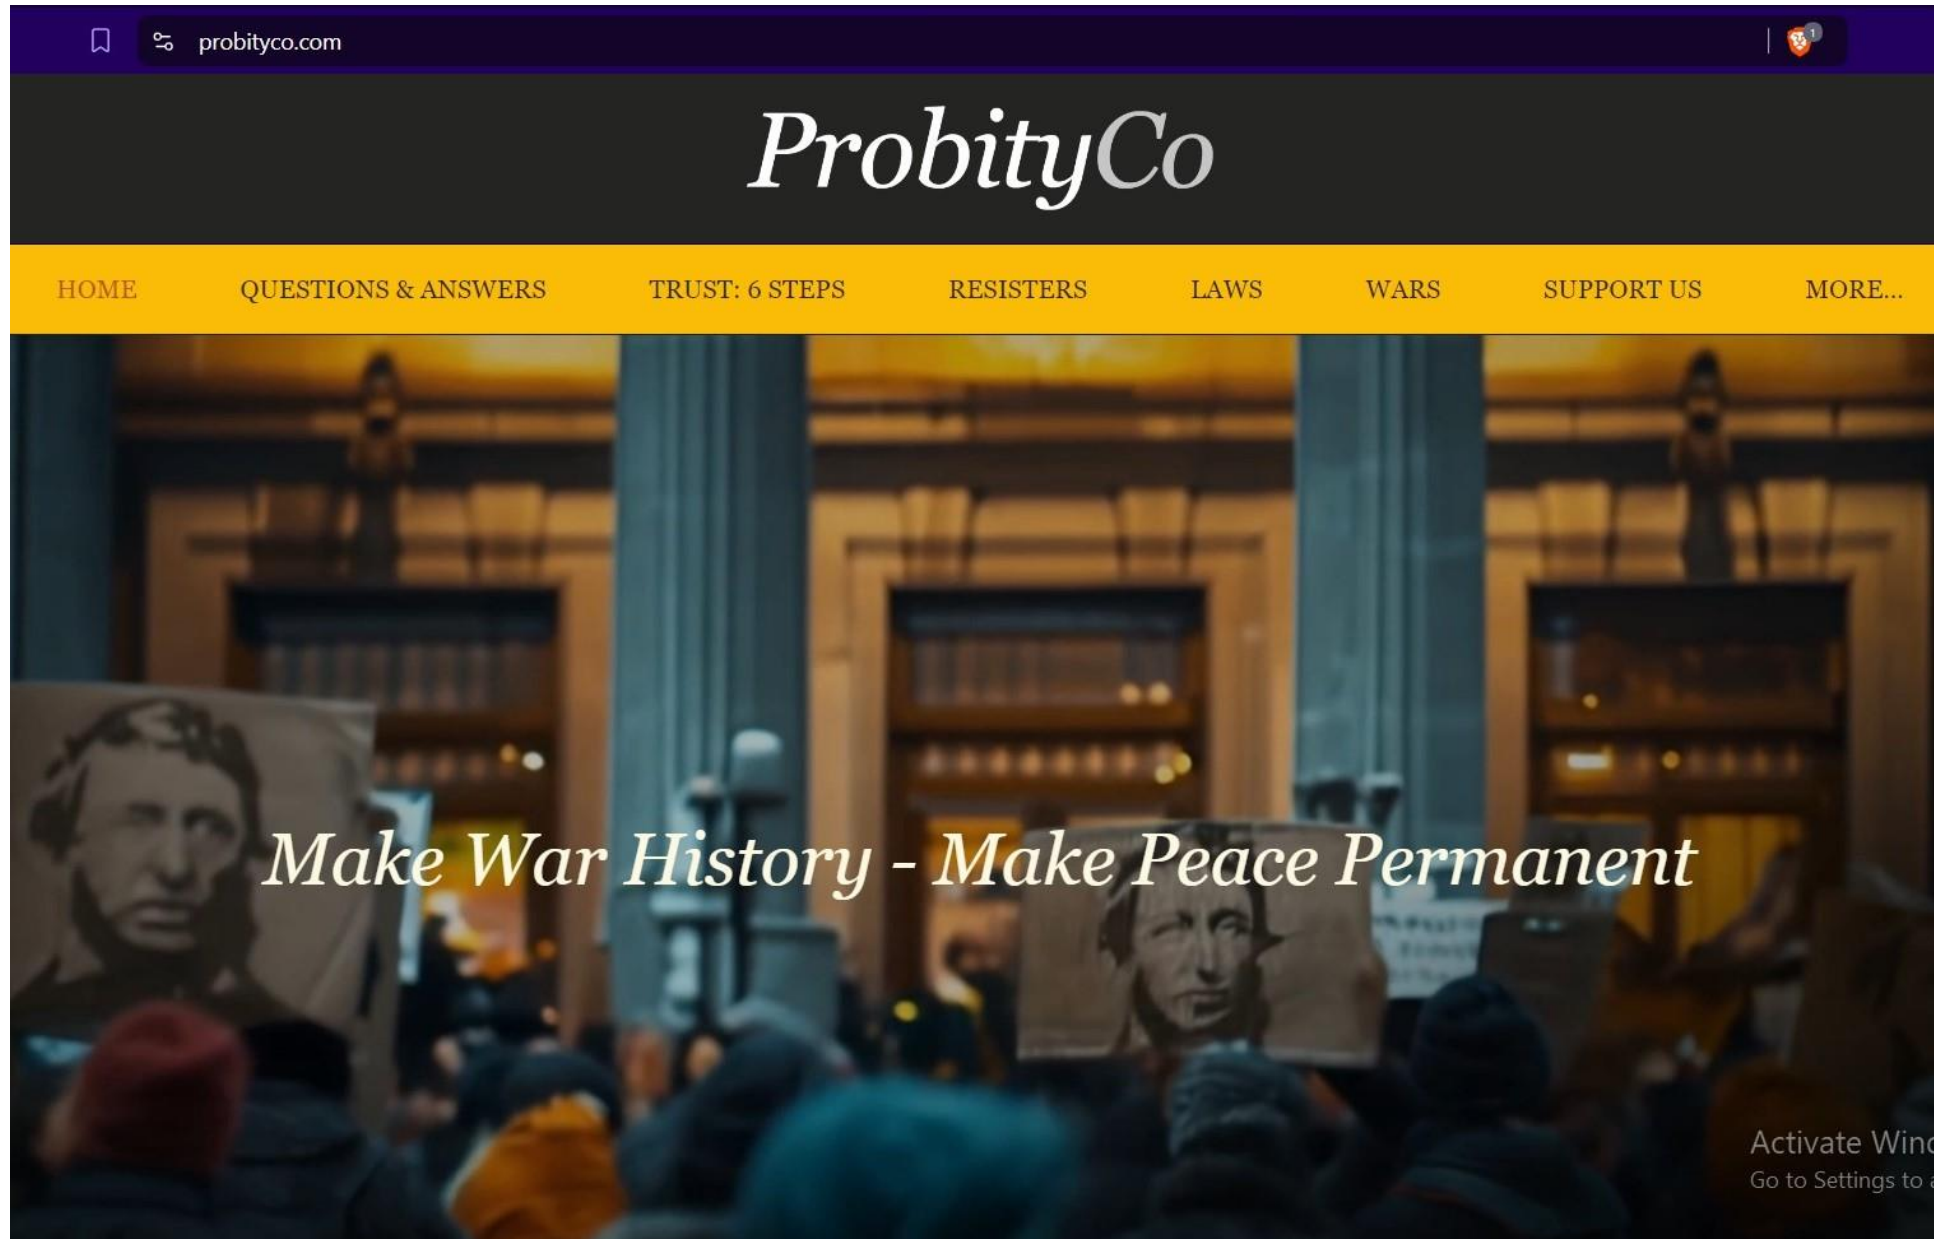 probityco.com
1
ProbityCo
HOME QUESTIONS & ANSWERS TRUST: 6 STEPS RESISTERS LAWS WARS SUPPORT US MORE...
Make War History - Make Peace Permanent
Activate Wind
Go to Settings to a